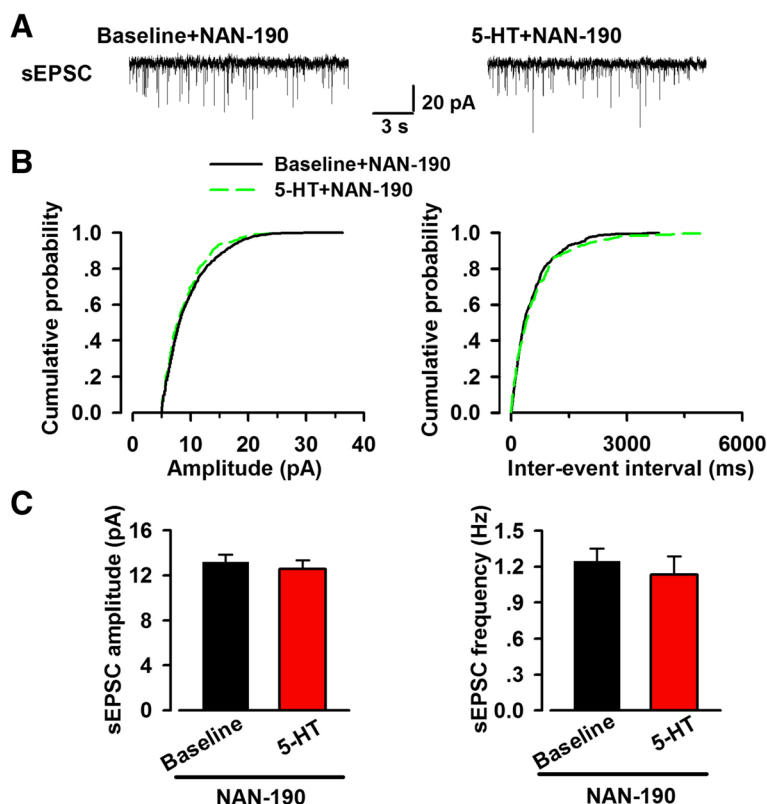 A
Baseline+NAN-190
5-HT+NAN-190
sEPSC
20 pA
3 s
B
Baseline+NAN-190
5-HT+NAN-190
Cumulative probability
1.0
.8
.6
.4
.2
0.0
0
10
20
30
40
Amplitude (pA)
Cumulative probability
1.0
.8
.6
.4
.2
0.0
0
3000
6000
Inter-event interval (ms)
C
sEPSC amplitude (pA)
16
12
8
4
0
Baseline
5-HT
NAN-190
sEPSC frequency (Hz)
1.5
1.2
.9
.6
.3
0.0
Baseline
5-HT
NAN-190